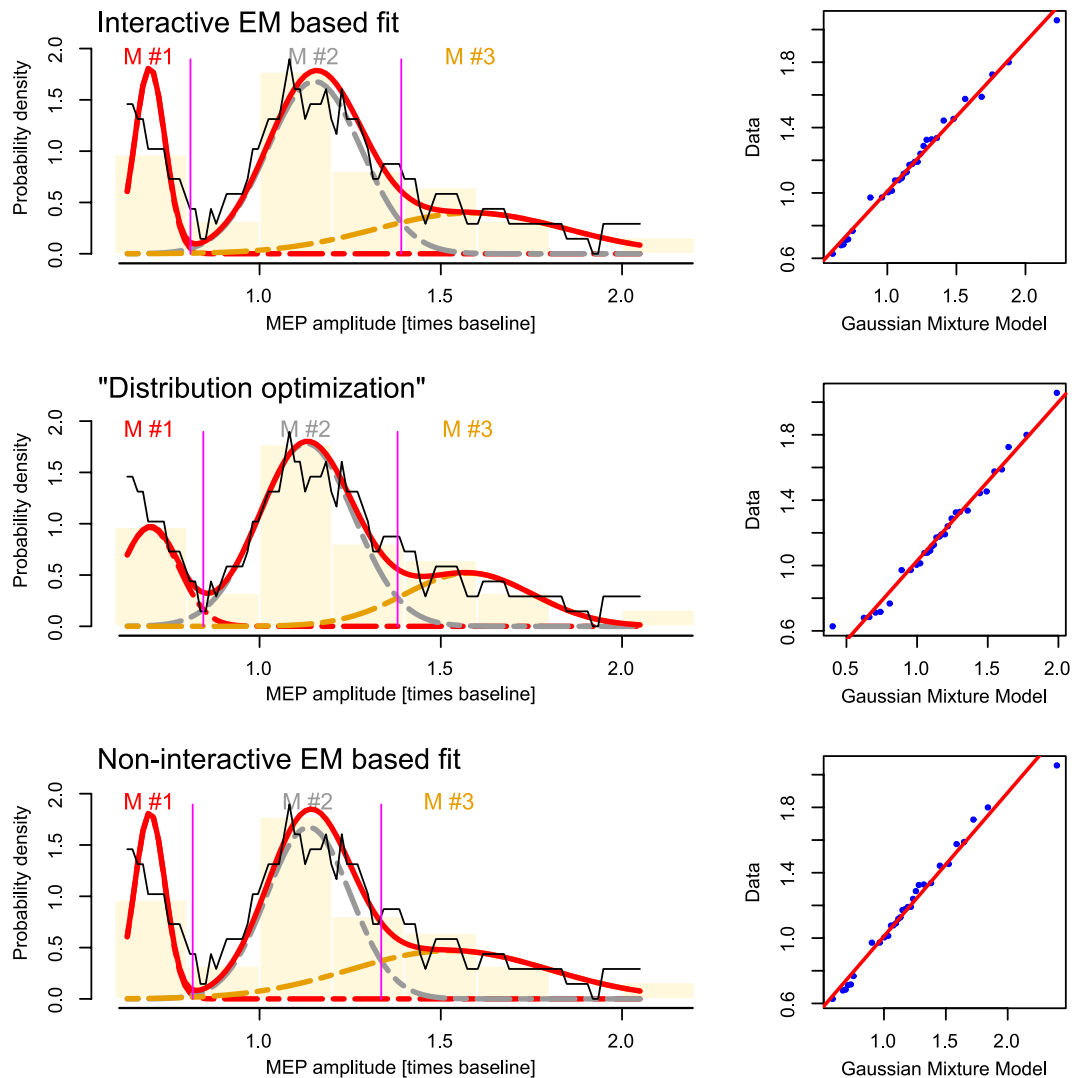 Interactive EM based fit
M #1 M #2 M #3
Probability density
0.0 0.5 1.0 1.5 2.0
1.0 1.5 2.0
MEP amplitude [times baseline]
Data
0.6 1.0 1.4 1.8
1.0 1.5 2.0
Gaussian Mixture Model
"Distribution optimization"
M #1 M #2 M #3
Probability density
0.0 0.5 1.0 1.5 2.0
1.0 1.5 2.0
MEP amplitude [times baseline]
Data
0.6 1.0 1.4 1.8
0.5 1.0 1.5 2.0
Gaussian Mixture Model
Non-interactive EM based fit
M #1 M #2 M #3
Probability density
0.0 0.5 1.0 1.5 2.0
1.0 1.5 2.0
MEP amplitude [times baseline]
Data
0.6 1.0 1.4 1.8
1.0 1.5 2.0
Gaussian Mixture Model